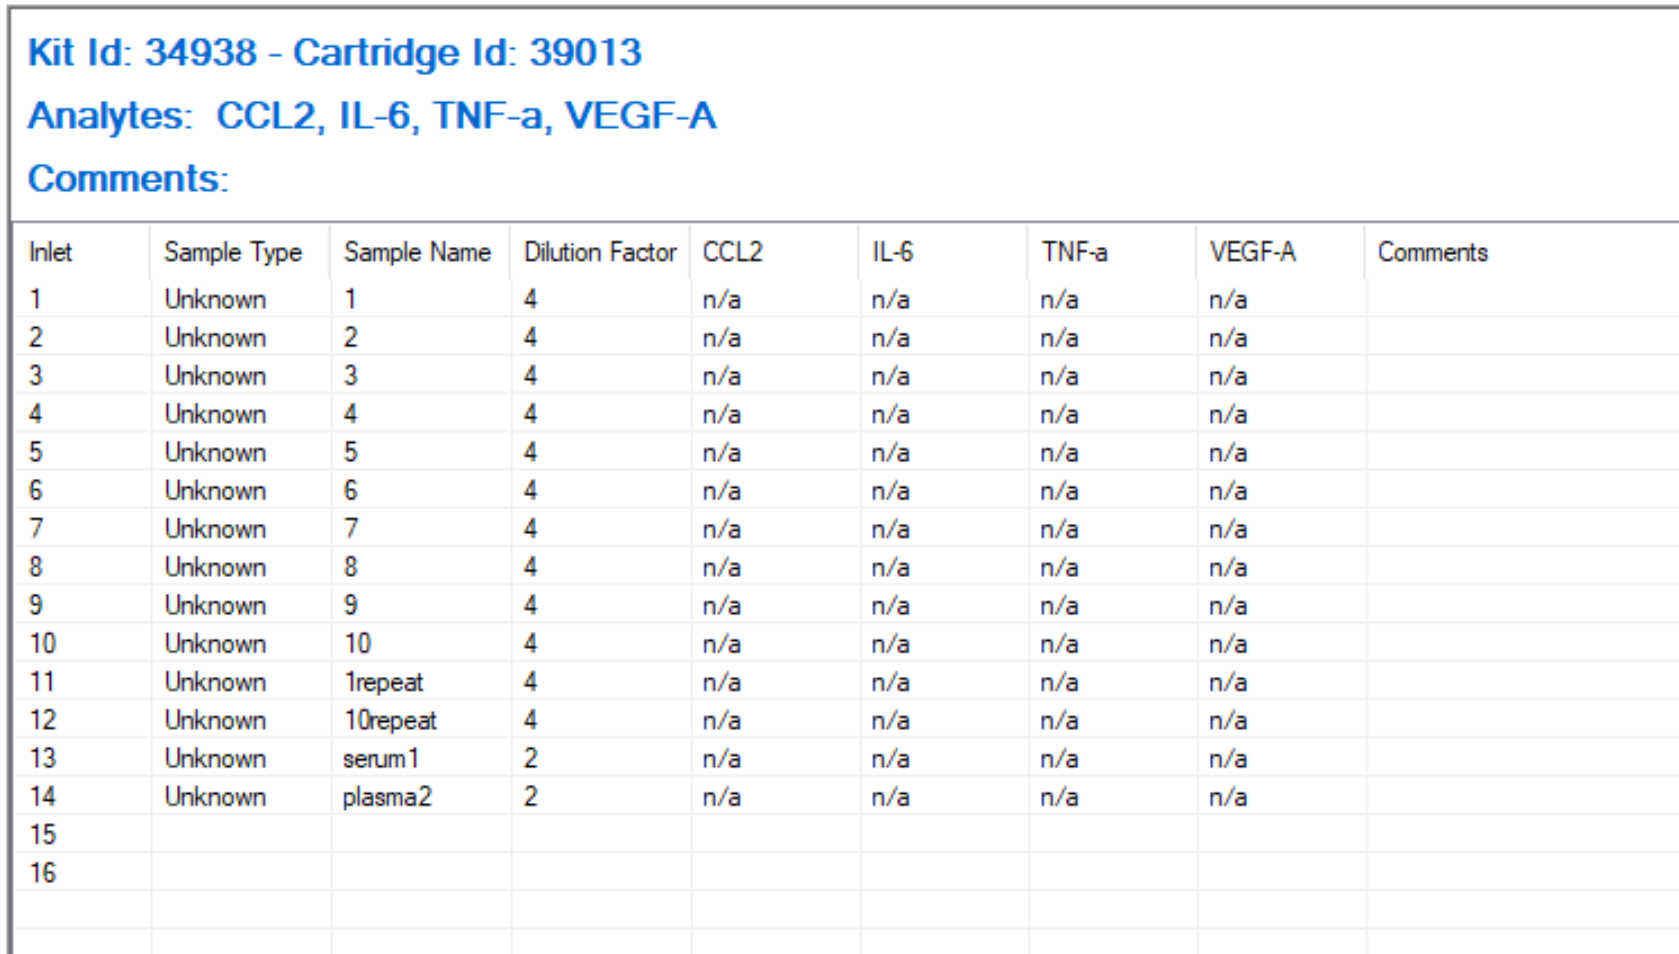 Kit Id: 34938 - Cartridge Id: 39013
Analytes:  CCL2, IL-6, TNF-a, VEGF-A
Comments:
Inlet Sample Type Sample Name Dilution Factor CCL2 IL-6 TNF-a VEGF-A Comments
1 Unknown 1 4 n/a n/a n/a n/a
2 Unknown 2 4 n/a n/a n/a n/a
3 Unknown 3 4 n/a n/a n/a n/a
4 Unknown 4 4 n/a n/a n/a n/a
5 Unknown 5 4 n/a n/a n/a n/a
6 Unknown 6 4 n/a n/a n/a n/a
7 Unknown 7 4 n/a n/a n/a n/a
8 Unknown 8 4 n/a n/a n/a n/a
9 Unknown 9 4 n/a n/a n/a n/a
10 Unknown 10 4 n/a n/a n/a n/a
11 Unknown 1repeat 4 n/a n/a n/a n/a
12 Unknown 10repeat 4 n/a n/a n/a n/a
13 Unknown serum1 2 n/a n/a n/a n/a
14 Unknown plasma2 2 n/a n/a n/a n/a
15
16